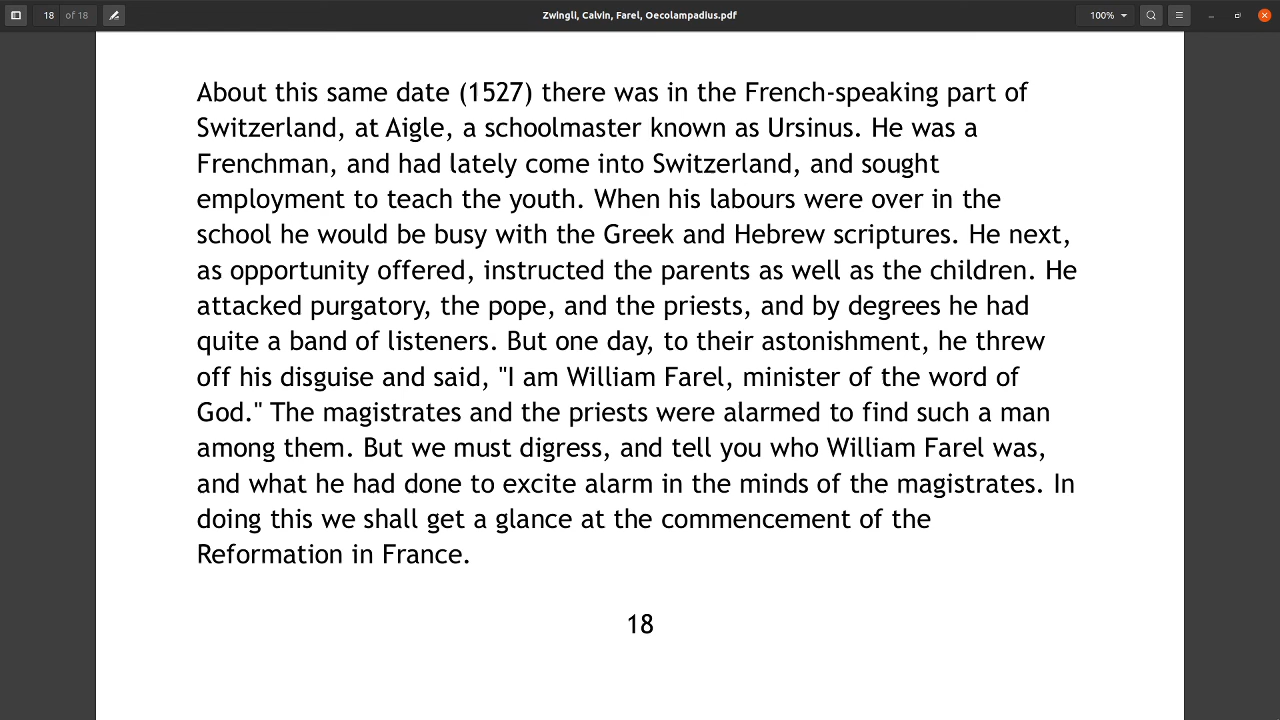 18 of 18
Zwingli, Calvin, Farel, Oecolampadius.pdf
100%
About this same date (1527) there was in the French-speaking part of
Switzerland, at Aigle, a schoolmaster known as Ursinus. He was a
Frenchman, and had lately come into Switzerland, and sought
employment to teach the youth. When his labours were over in the
school he would be busy with the Greek and Hebrew scriptures. He next,
as opportunity offered, instructed the parents as well as the children. He
attacked purgatory, the pope, and the priests, and by degrees he had
quite a band of listeners. But one day, to their astonishment, he threw
off his disguise and said, "I am William Farel, minister of the word of
God." The magistrates and the priests were alarmed to find such a man
among them. But we must digress, and tell you who William Farel was,
and what he had done to excite alarm in the minds of the magistrates. In
doing this we shall get a glance at the commencement of the
Reformation in France.
18